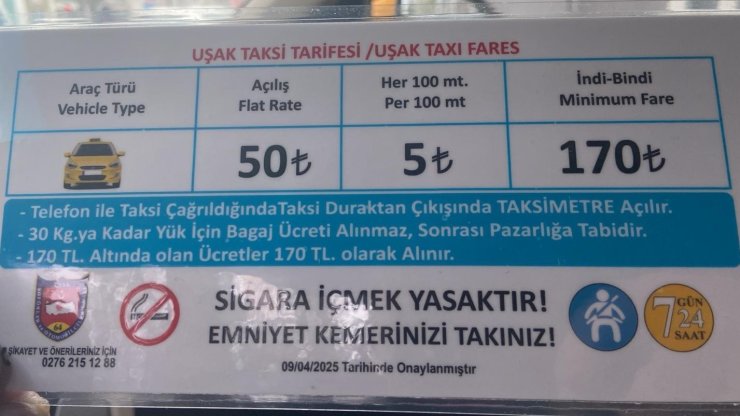 UŞAK TAKSİ TARİFESİ /UŞAK TAXI FARES
Araç Türü
Vehicle Type
Açılış
Flat Rate
Her 100 mt.
Per 100 mt
İndi-Bindi
Minimum Fare
50₺
5₺
170₺
- Telefon ile Taksi ÇağrıldığındaTaksi Duraktan Çıkışında TAKSİMETRE Açılır.
- 30 Kg.ya Kadar Yük İçin Bagaj Ücreti Alınmaz, Sonrası Pazarlığa Tabidir.
- 170 TL. Altında olan Ücretler 170 TL. olarak Alınır.
64
SİGARA İÇMEK YASAKTIR!
EMNİYET KEMERİNİZİ TAKINIZ!
7 GÜN
24
SAAT
ŞİKAYET VE ÖNERİLERİNİZ İÇİN
0276 215 12 88
09/04/2025 Tarihinde Onaylanmıştır